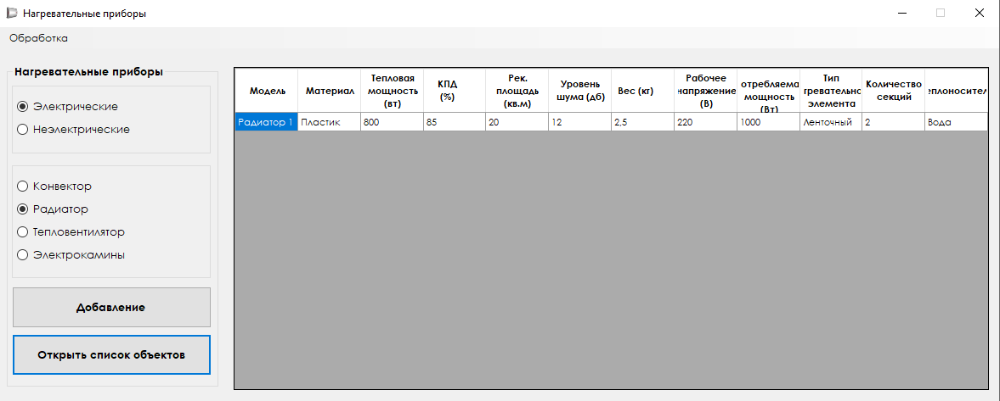 Нагревательные приборы
Обработка
Нагревательные приборы
Электрические
Неэлектрические
Конвектор
Радиатор
Тепловентилятор
Электрокамины
Добавление
Открыть список объектов
Модель
Материал
Тепловая
мощность
(вт)
КПД
(%)
Рек.
площадь
(кв.м)
Уровень
шума (дб)
Вес (кг)
Рабочее
напряжение
(В)
отребляема
мощность
(Вт)
Тип
гревательно
элемента
Количество
секций
еплоносител
Радиатор 1 Пластик 800 85 20 12 2,5 220 1000 Ленточный 2 Вода